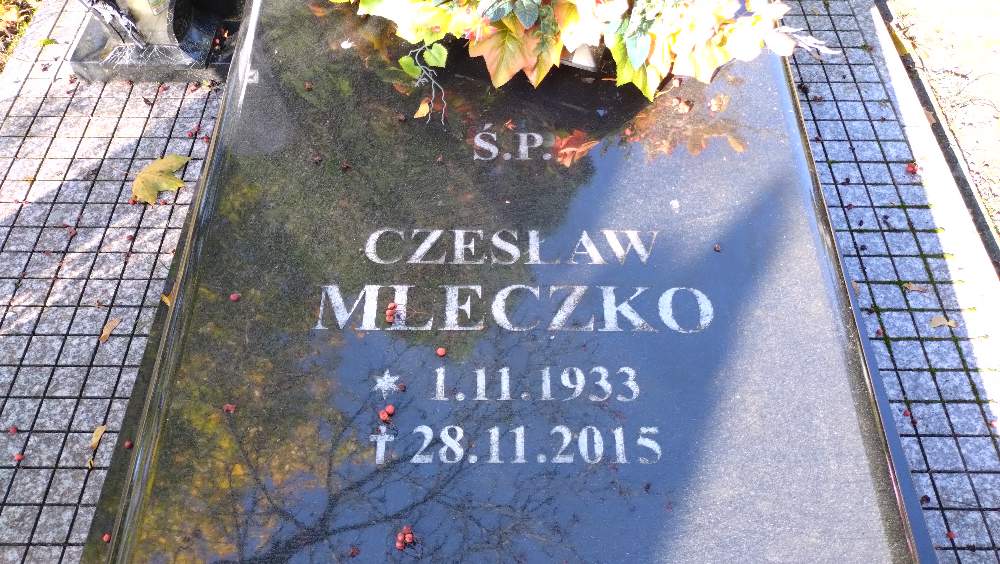 Ś.P.
CZESŁAW
MLECZKO
* 1.11.1933
† 28.11.2015